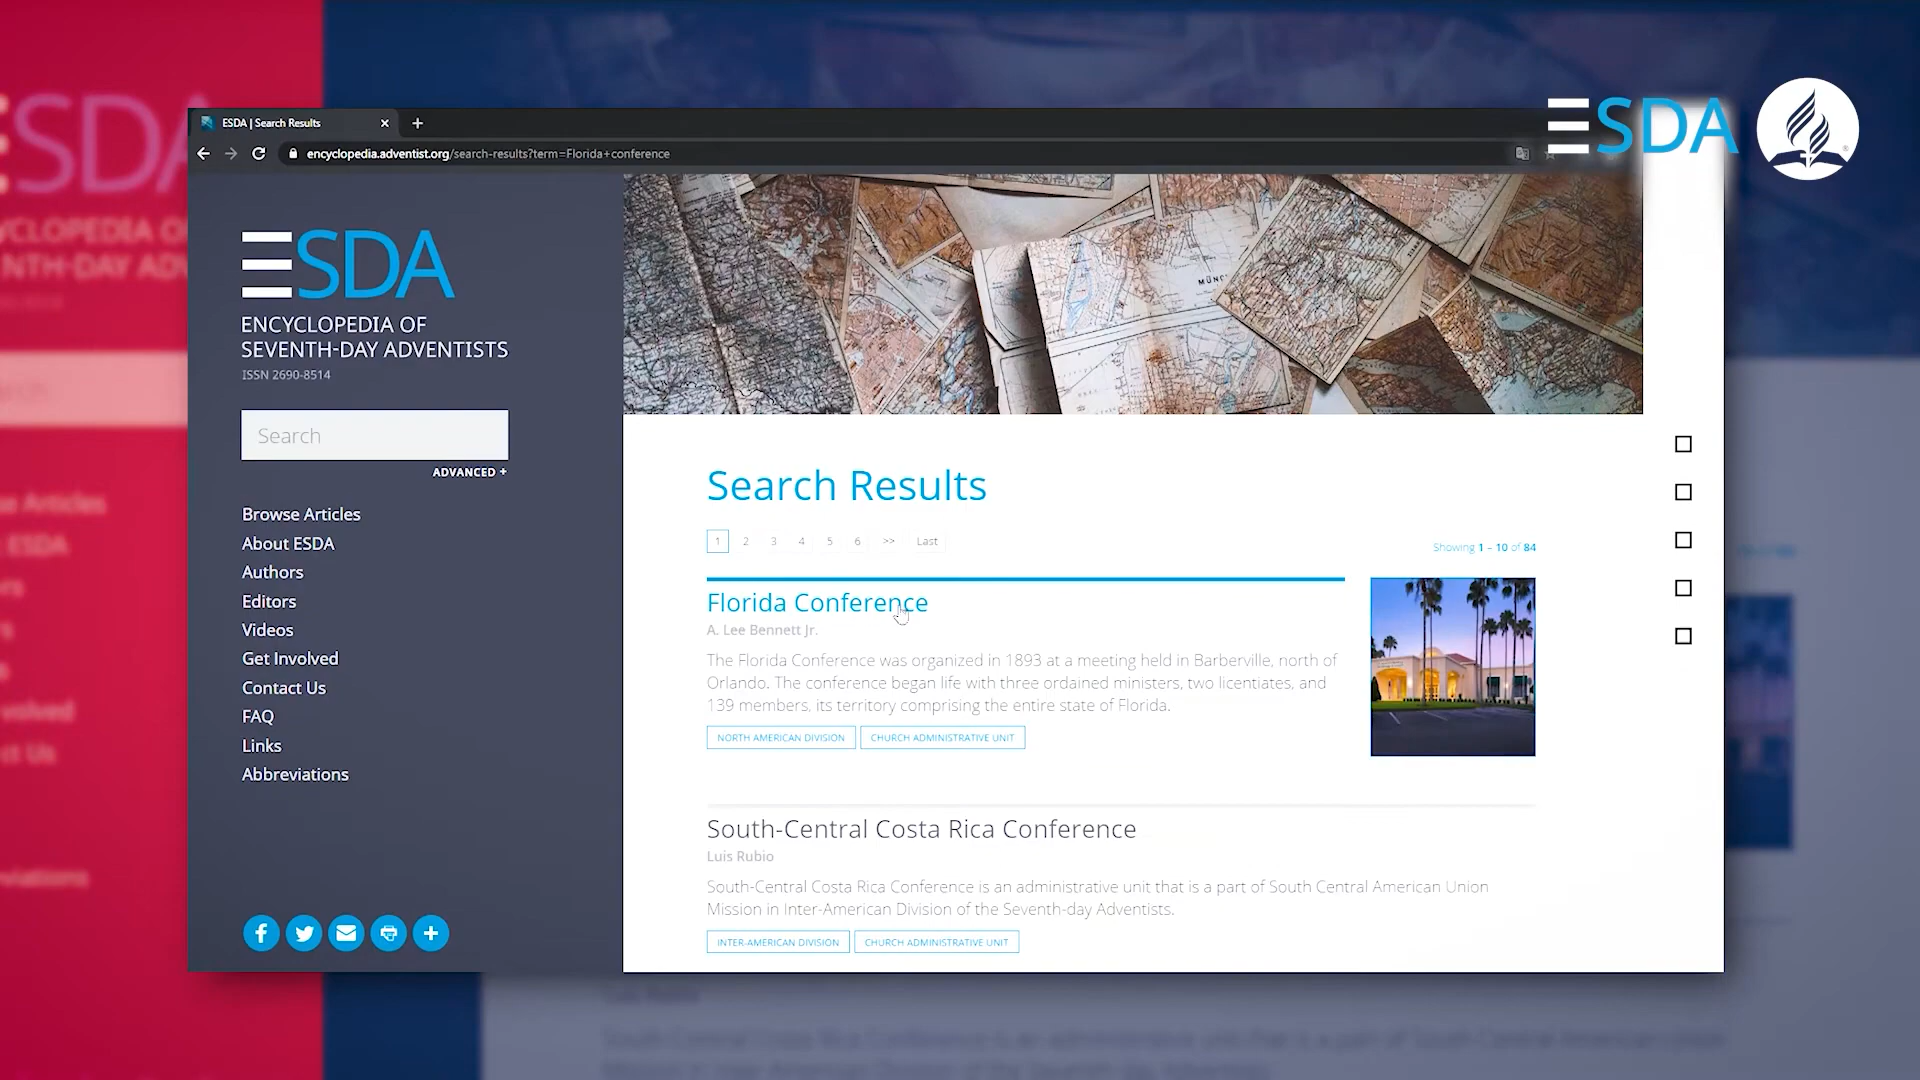 ESDA | Search Results
encyclopedia.adventist.org/search-results?term=Florida+conference
ESDA
ESDA
ENCYCLOPEDIA OF
SEVENTH-DAY ADVENTISTS
ISSN 2690-8514
Search
ADVANCED +
Browse Articles
About ESDA
Authors
Editors
Videos
Get Involved
Contact Us
FAQ
Links
Abbreviations
MÜNC
Search Results
1 2 3 4 5 6 >> Last
Showing 1 – 10 of 84
Florida Conference
A. Lee Bennett Jr.
The Florida Conference was organized in 1893 at a meeting held in Barberville, north of
Orlando. The conference began life with three ordained ministers, two licentiates, and
139 members, its territory comprising the entire state of Florida.
NORTH AMERICAN DIVISION CHURCH ADMINISTRATIVE UNIT
South-Central Costa Rica Conference
Luis Rubio
South-Central Costa Rica Conference is an administrative unit that is a part of South Central American Union
Mission in Inter-American Division of the Seventh-day Adventists.
INTER-AMERICAN DIVISION CHURCH ADMINISTRATIVE UNIT